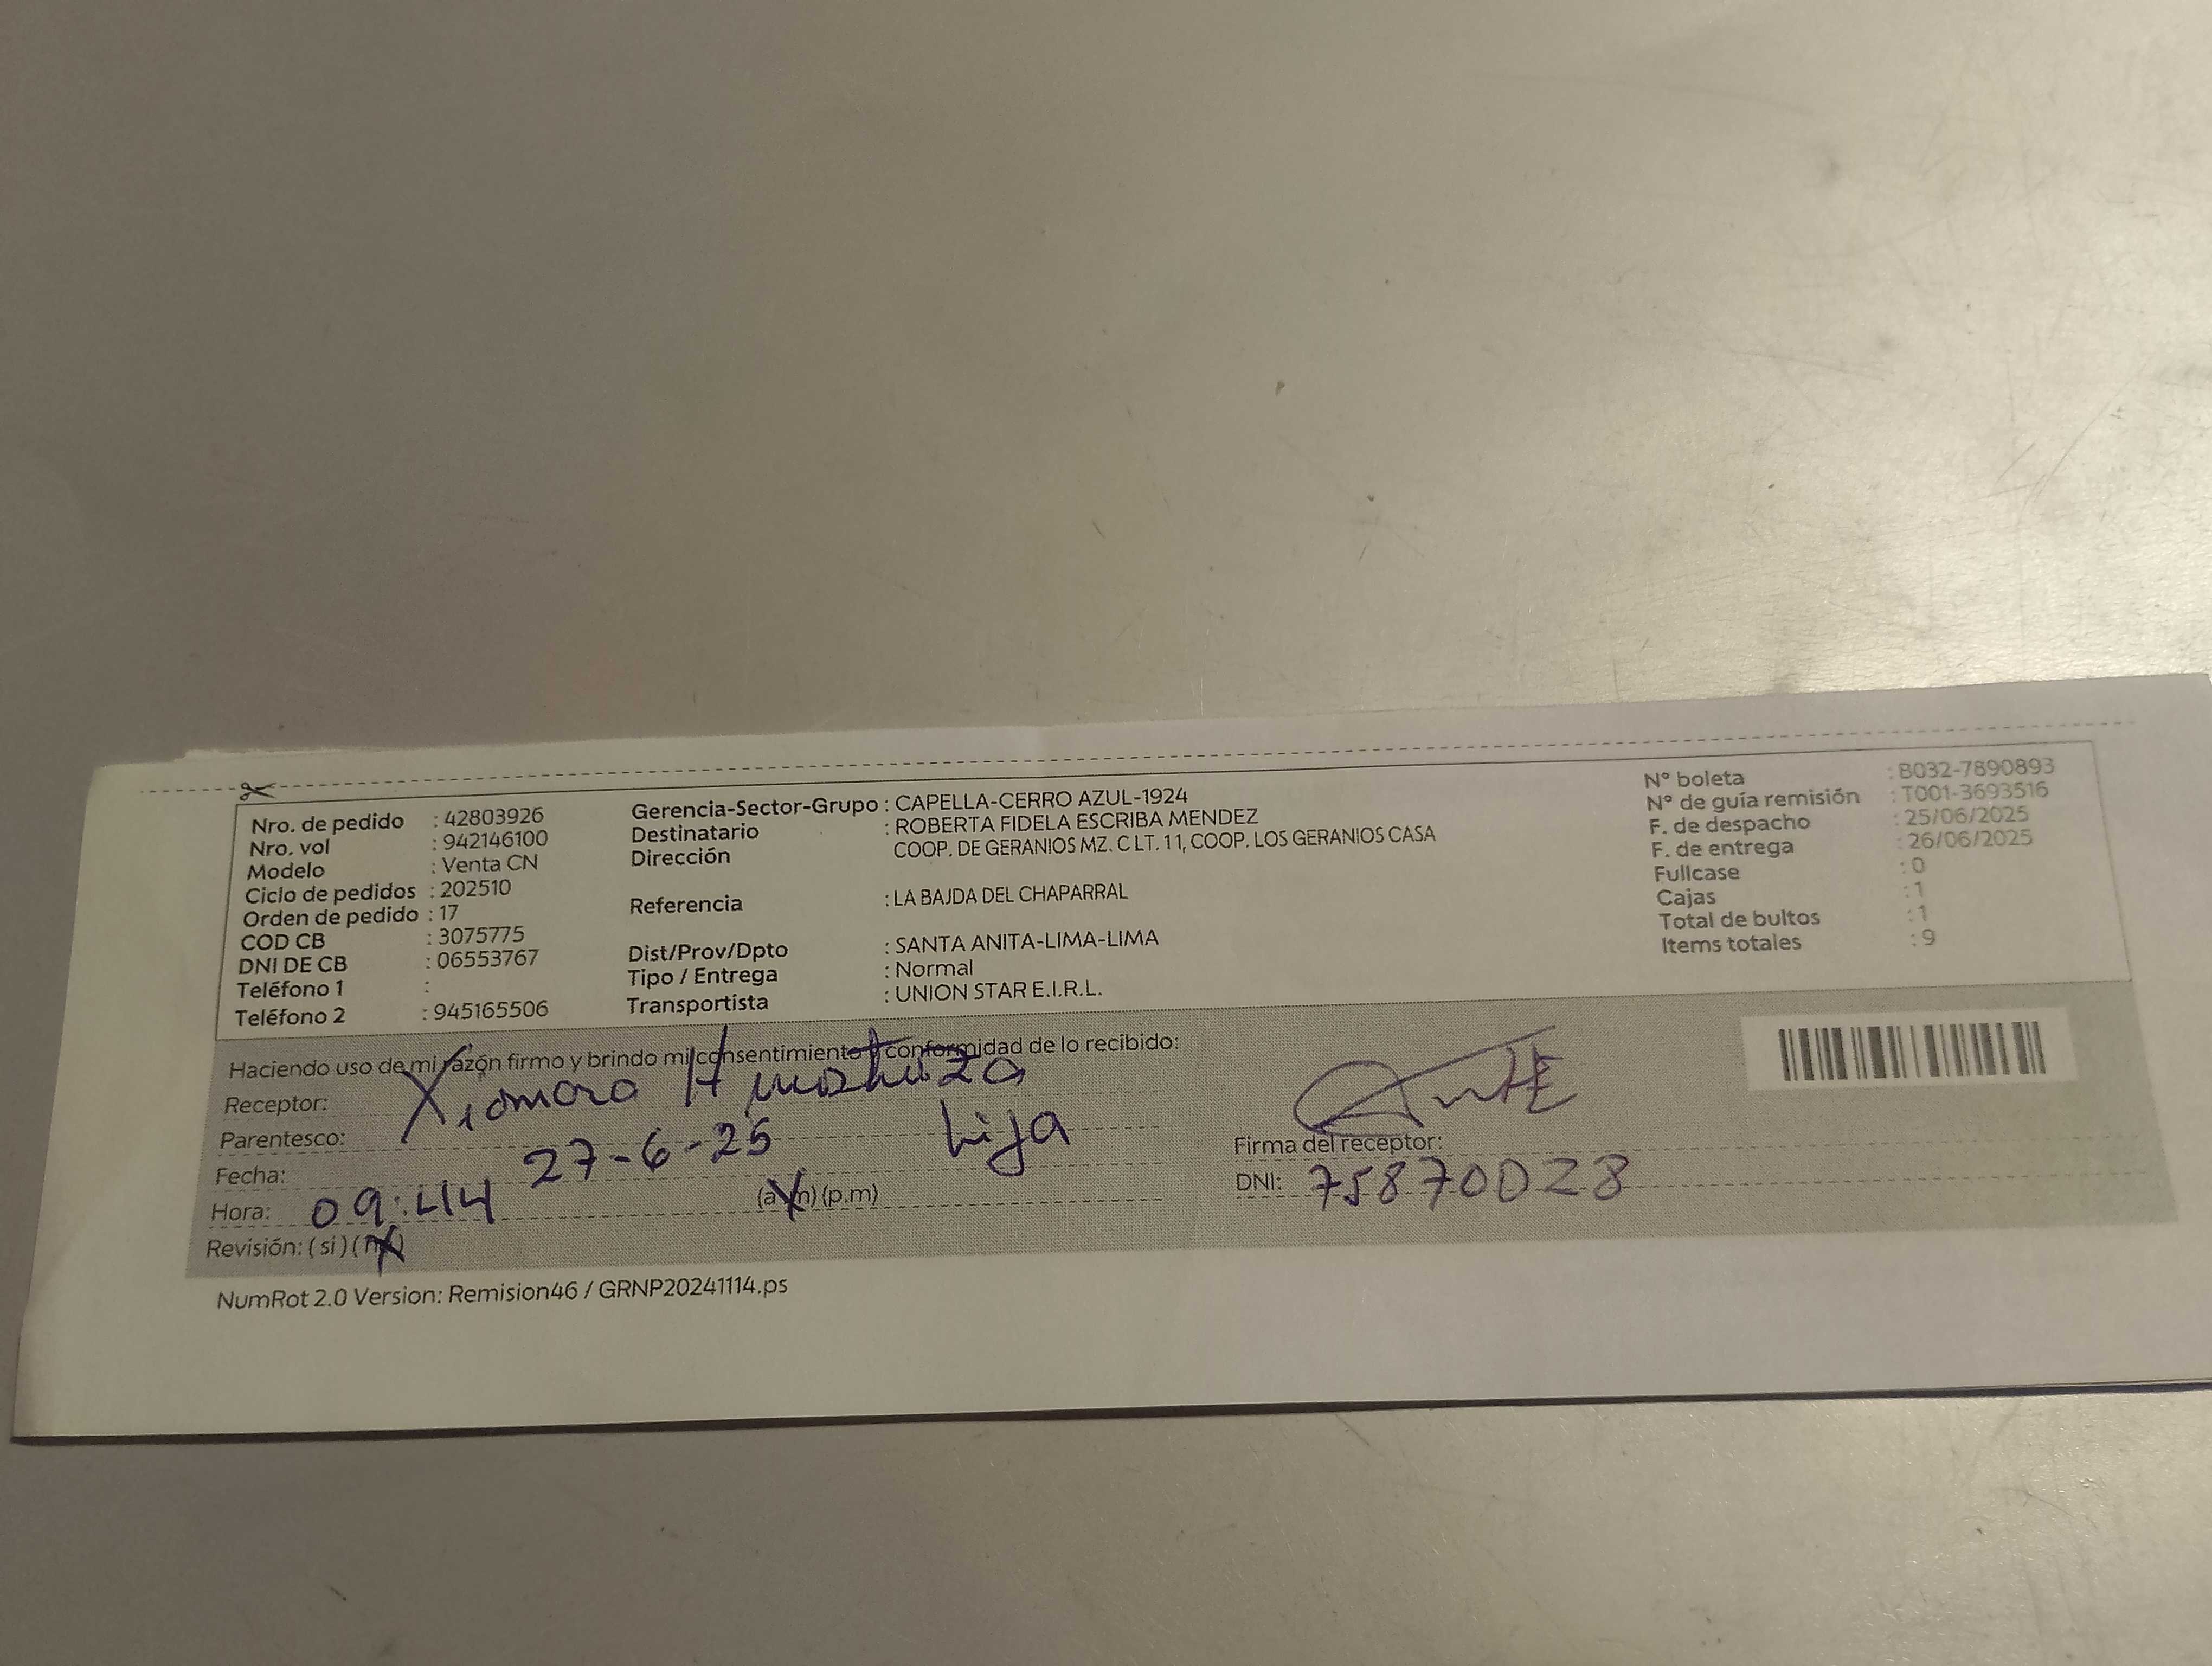 Nro. de pedido : 42803926
Nro. vol : 942146100
Modelo : Venta CN
Ciclo de pedidos : 202510
Orden de pedido : 17
COD CB : 3075775
DNI DE CB : 06553767
Teléfono 1 :
Teléfono 2 : 945165506
Gerencia-Sector-Grupo : CAPELLA-CERRO AZUL-1924
Destinatario : ROBERTA FIDELA ESCRIBA MENDEZ
Dirección COOP. DE GERANIOS MZ. C LT. 11, COOP. LOS GERANIOS CASA
Referencia : LA BAJDA DEL CHAPARRAL
Dist/Prov/Dpto : SANTA ANITA-LIMA-LIMA
Tipo / Entrega : Normal
Transportista : UNION STAR E.I.R.L.
N° boleta : B032-7890893
N° de guía remisión : T001-3693516
F. de despacho : 25/06/2025
F. de entrega : 26/06/2025
Fullcase : 0
Cajas : 1
Total de bultos : 1
Items totales : 9
Haciendo uso de mi razón firmo y brindo mi consentimiento y conformidad de lo recibido:
Receptor: Xiomara H
Parentesco: hija
Fecha: 27-6-25
Hora: 09:44 (a.m) (p.m)
Revisión: ( si ) ( no )
Firma del receptor:
DNI: 75870028
NumRot 2.0 Version: Remision46 / GRNP20241114.ps